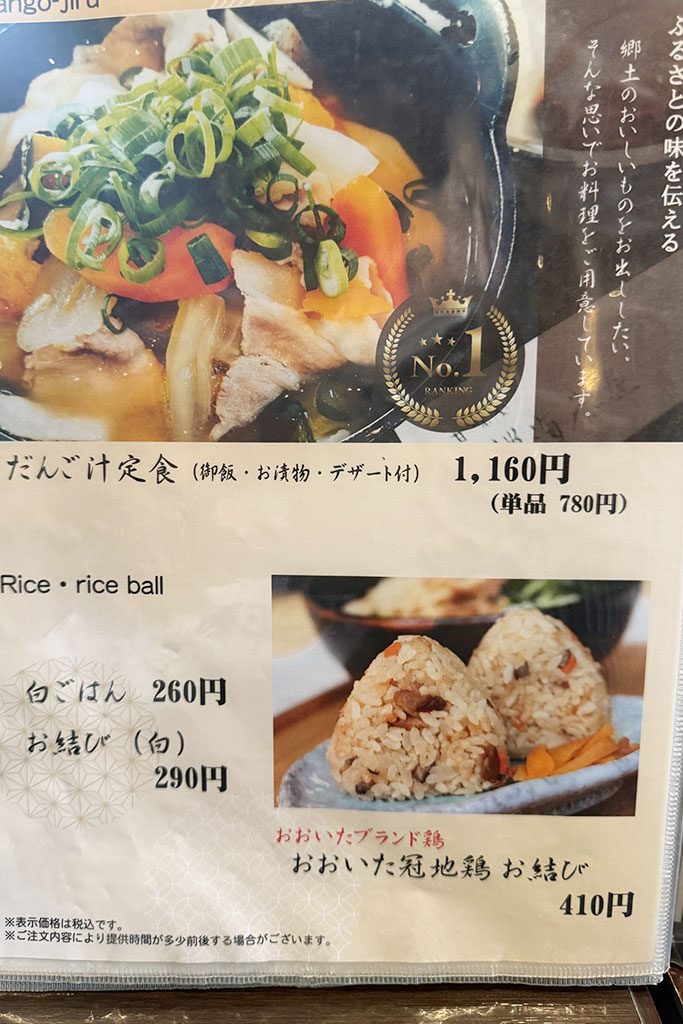 ango-jiru
ふるさとの味を伝える
郷土のおいしいものをお出ししたい、
そんな思いでお料理をご用意しています。
No.1
RANKING
だんご汁定食（御飯・お漬物・デザート付） 1,160円
（単品 780円）
Rice・rice ball
白ごはん 260円
お結び（白）
290円
おおいたブランド鶏
おおいた冠地鶏 お結び
410円
※表示価格は税込です。
※ご注文内容により提供時間が多少前後する場合がございます。